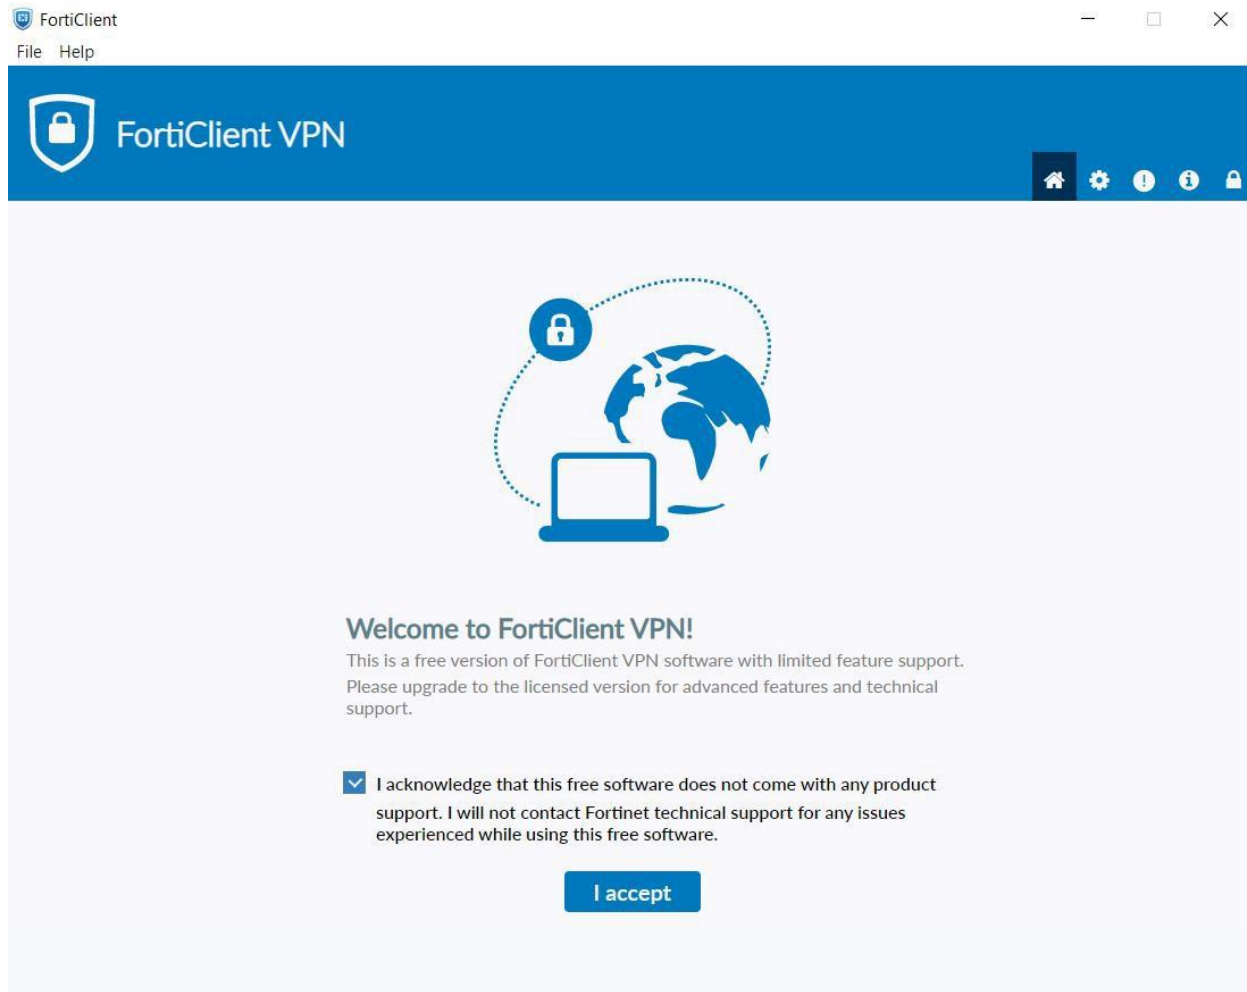 FortiClient
File Help
FortiClient VPN
Welcome to FortiClient VPN!
This is a free version of FortiClient VPN software with limited feature support.
Please upgrade to the licensed version for advanced features and technical
support.
I acknowledge that this free software does not come with any product
support. I will not contact Fortinet technical support for any issues
experienced while using this free software.
I accept